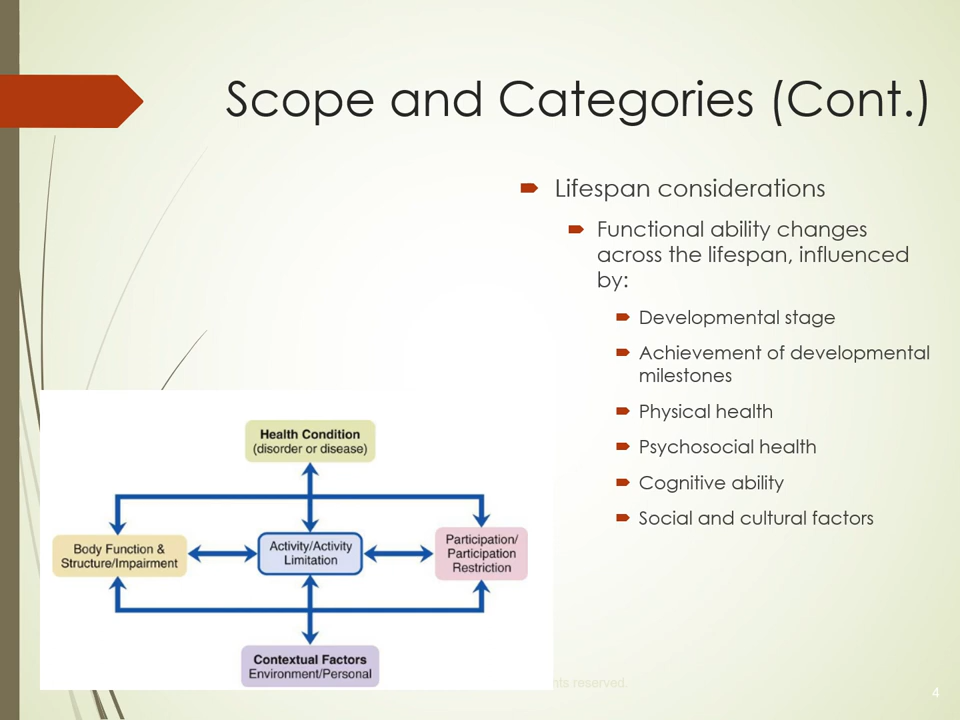 Scope and Categories (Cont.)
Lifespan considerations
Functional ability changes
across the lifespan, influenced
by:
Developmental stage
Achievement of developmental
milestones
Physical health
Psychosocial health
Cognitive ability
Social and cultural factors
Health Condition
(disorder or disease)
Body Function &
Structure/Impairment
Activity/Activity
Limitation
Participation/
Participation
Restriction
Contextual Factors
Environment/Personal
reserved.
4